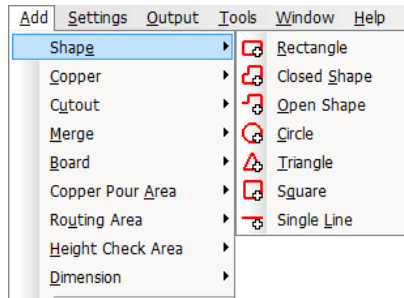 Add Settings Output Tools Window Help
Shape
Copper
Cutout
Merge
Board
Copper Pour Area
Routing Area
Height Check Area
Dimension
Rectangle
Closed Shape
Open Shape
Circle
Triangle
Square
Single Line